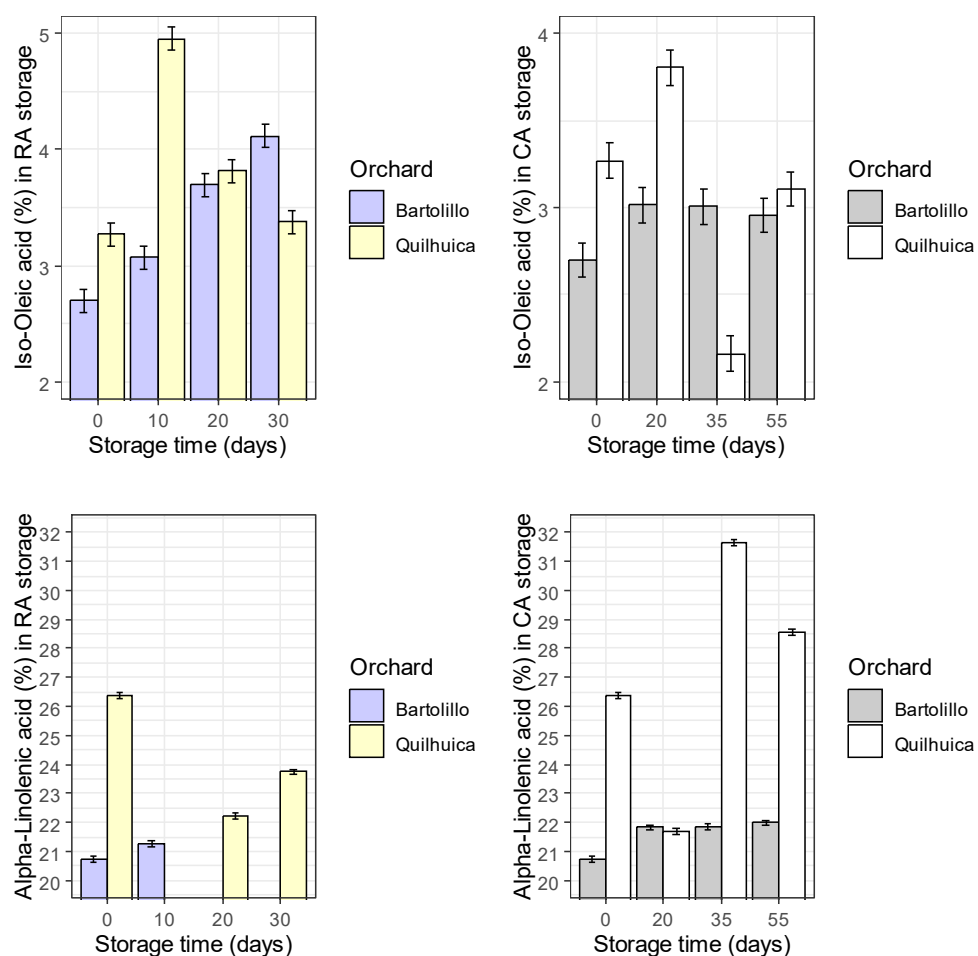 Iso-Oleic acid (%) in RA storage
5
4
3
2
0 10 20 30
Storage time (days)
Orchard
Bartolillo
Quilhuica
Iso-Oleic acid (%) in CA storage
4
3
2
0 20 35 55
Storage time (days)
Orchard
Bartolillo
Quilhuica
Alpha-Linolenic acid (%) in RA storage
32
31
30
29
28
27
26
25
24
23
22
21
20
0 10 20 30
Storage time (days)
Orchard
Bartolillo
Quilhuica
Alpha-Linolenic acid (%) in CA storage
32
31
30
29
28
27
26
25
24
23
22
21
20
0 20 35 55
Storage time (days)
Orchard
Bartolillo
Quilhuica